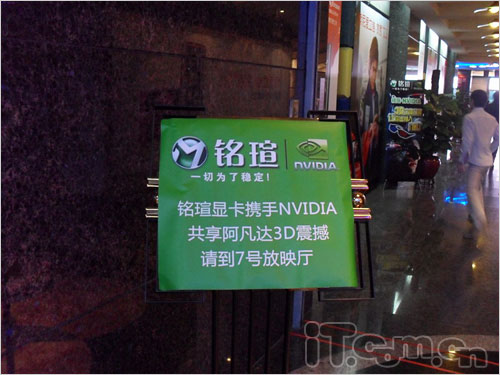 铭瑄
NVIDIA
一切为了稳定!
铭瑄显卡携手NVIDIA
共享阿凡达3D震撼
请到7号放映厅
铭瑄
iT.com.cn